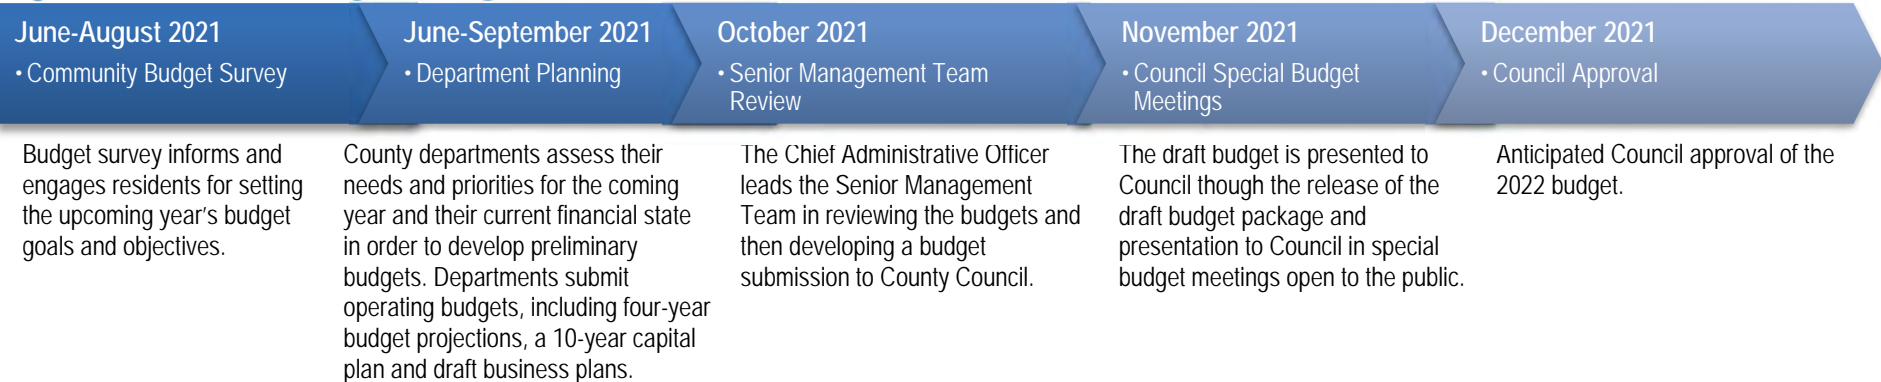 June-August 2021
• Community Budget Survey
June-September 2021
• Department Planning
October 2021
• Senior Management Team
Review
November 2021
• Council Special Budget
Meetings
December 2021
• Council Approval
Budget survey informs and
engages residents for setting
the upcoming year's budget
goals and objectives.
County departments assess their
needs and priorities for the coming
year and their current financial state
in order to develop preliminary
budgets. Departments submit
operating budgets, including four-year
budget projections, a 10-year capital
plan and draft business plans.
The Chief Administrative Officer
leads the Senior Management
Team in reviewing the budgets and
then developing a budget
submission to County Council.
The draft budget is presented to
Council though the release of the
draft budget package and
presentation to Council in special
budget meetings open to the public.
Anticipated Council approval of the
2022 budget.